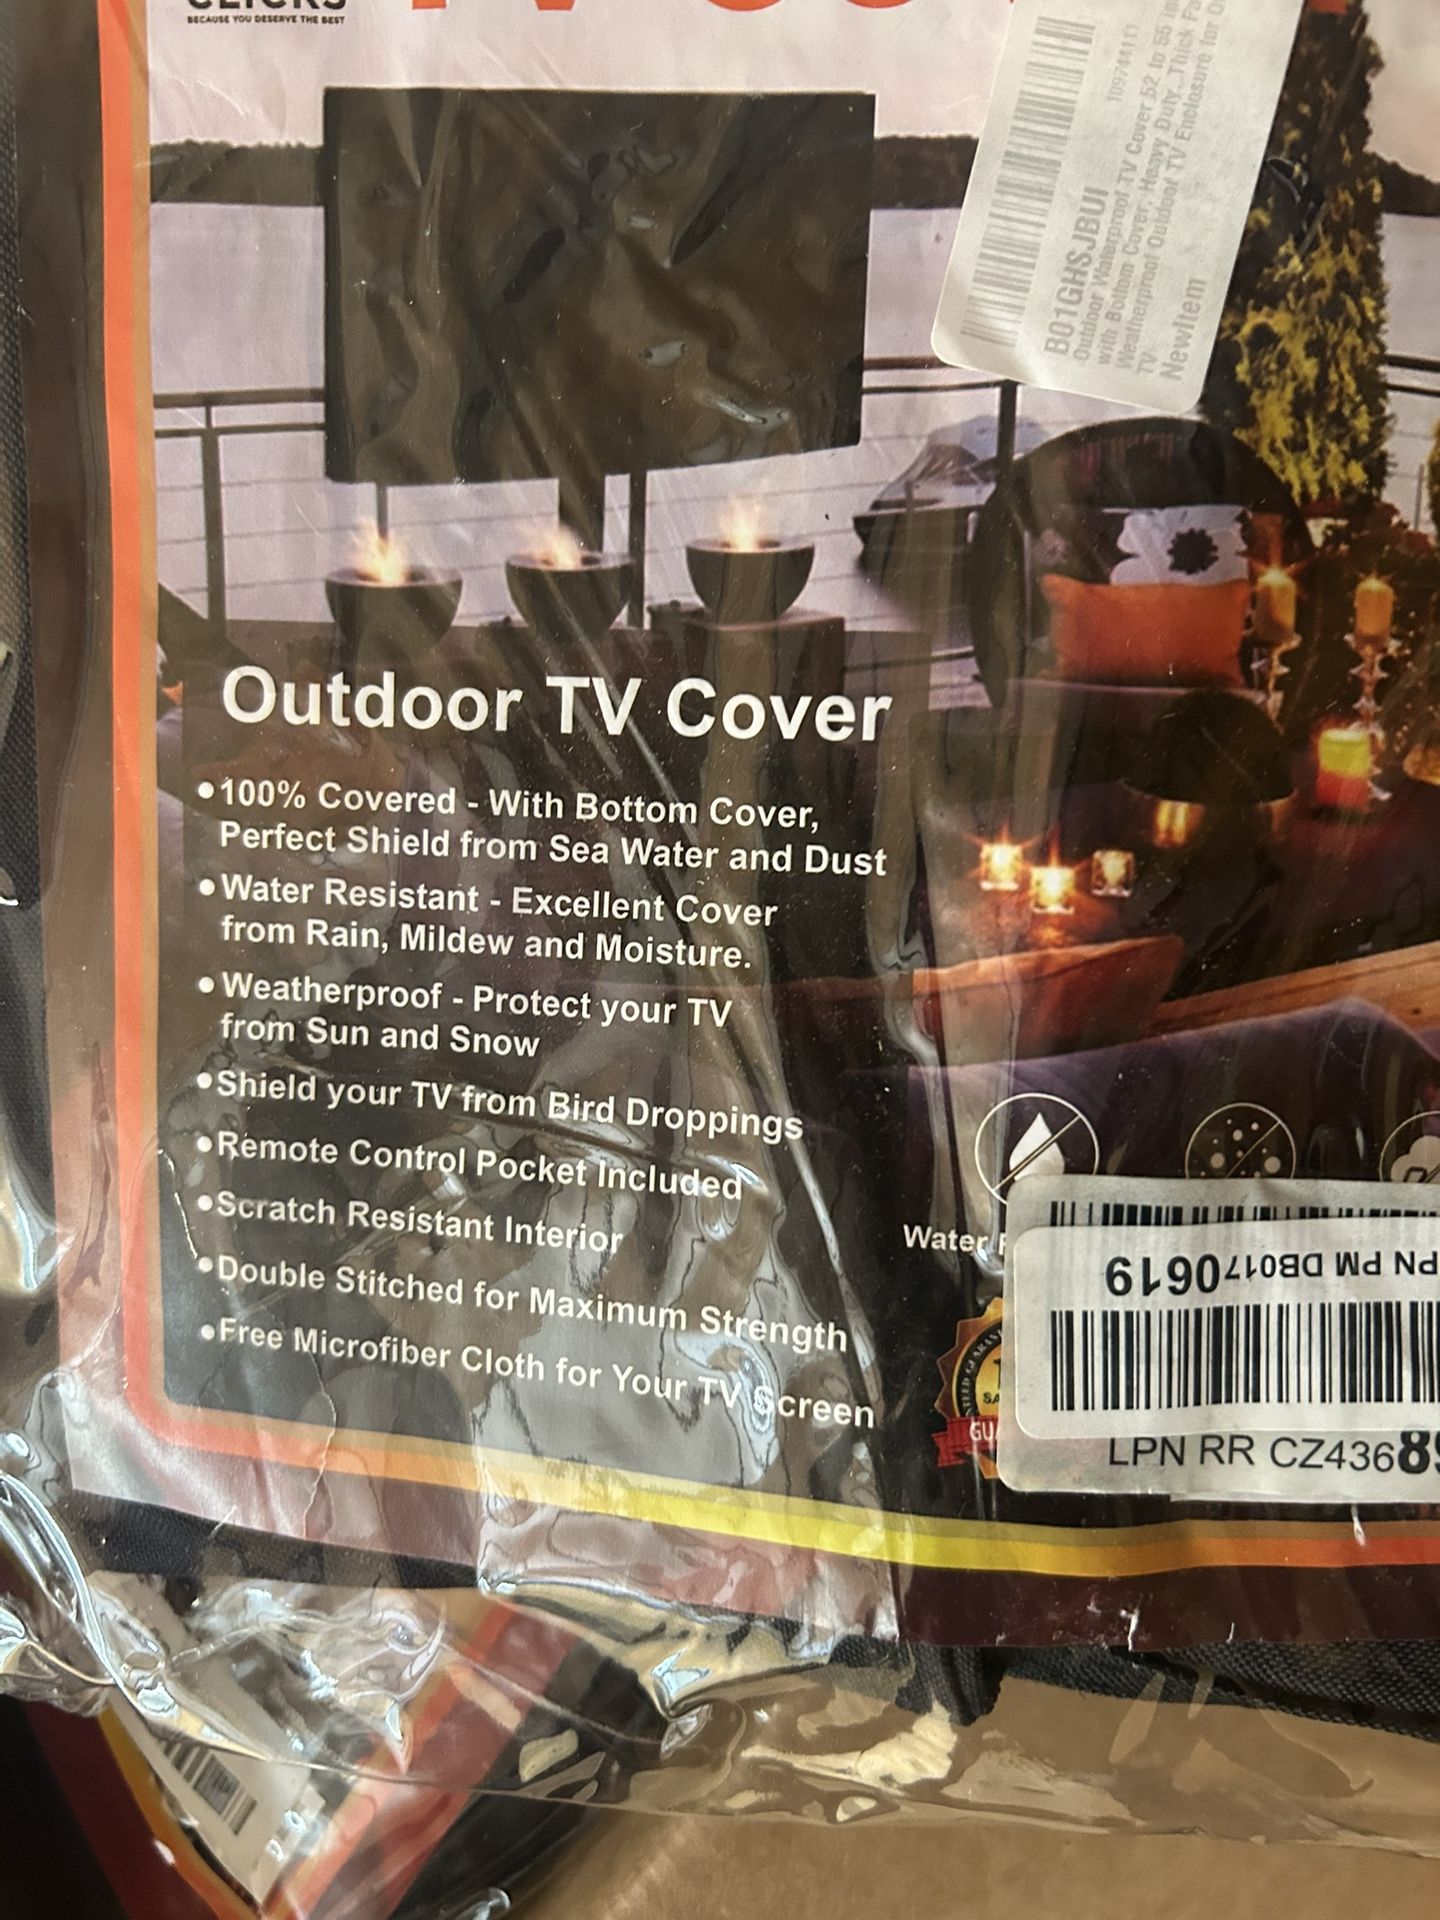 CLICKS
BECAUSE YOU DESERVE THE BEST
B01GHSJBUI
Outdoor Waterproof TV Cover 52 to 55
with Bottom Cover, Heavy Duty, Thick
Weatherproof Outdoor TV Enclosure for
TV
NewItem
Outdoor TV Cover
•100% Covered - With Bottom Cover,
Perfect Shield from Sea Water and Dust
•Water Resistant - Excellent Cover
from Rain, Mildew and Moisture.
•Weatherproof - Protect your TV
from Sun and Snow
•Shield your TV from Bird Droppings
•Remote Control Pocket Included
•Scratch Resistant Interior
•Double Stitched for Maximum Strength
•Free Microfiber Cloth for Your TV Screen
Water
PN PM DB0170619
LPN RR CZ4368